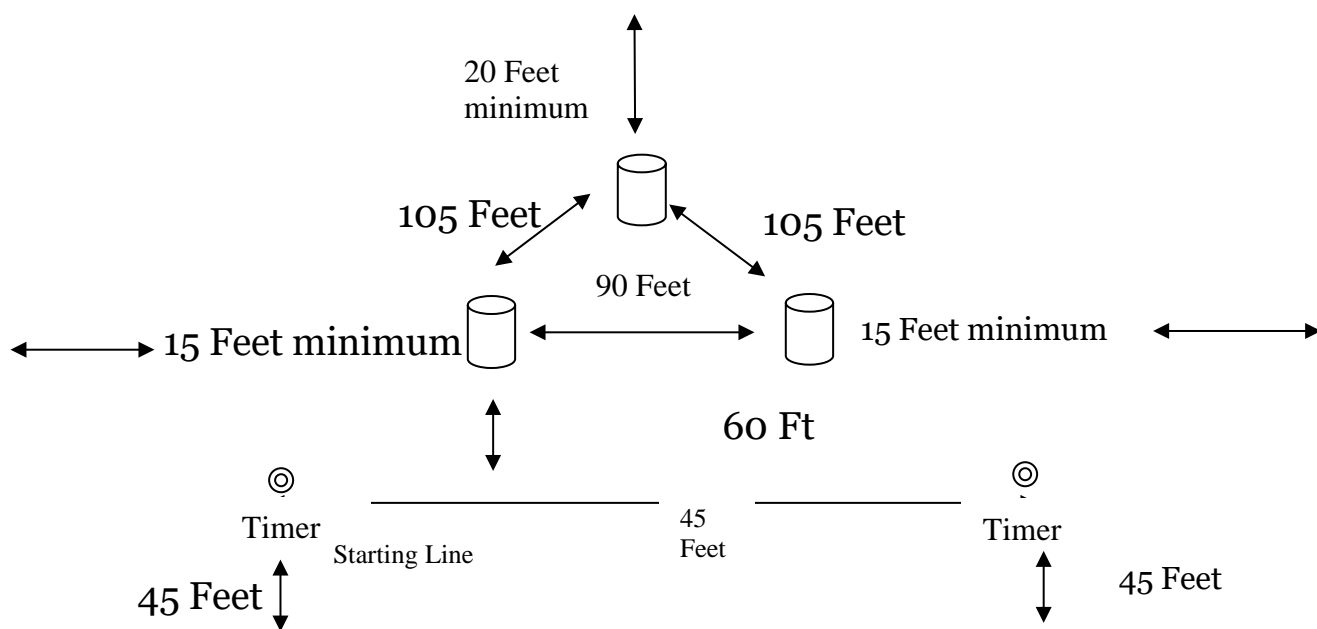 20 Feet
minimum
105 Feet
105 Feet
90 Feet
15 Feet minimum
15 Feet minimum
60 Ft
Timer
45
Feet
Timer
Starting Line
45 Feet
45 Feet